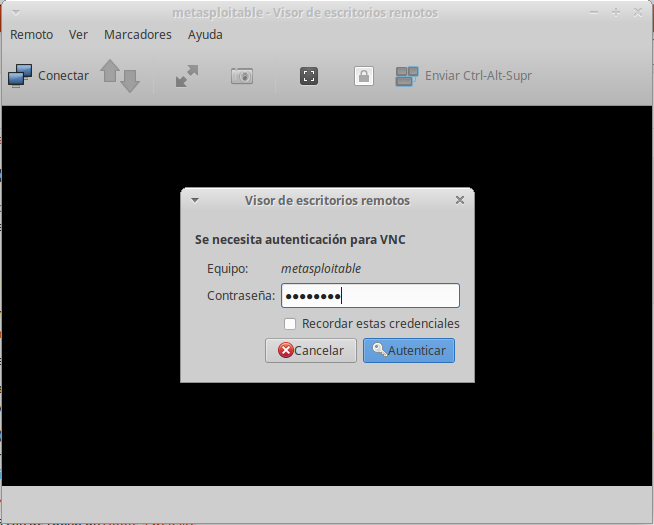 metasploitable - Visor de escritorios remotos
Remoto Ver Marcadores Ayuda
Conectar Enviar Ctrl-Alt-Supr
Visor de escritorios remotos
Se necesita autenticación para VNC
Equipo: metasploitable
Contraseña: ●●●●●●●●
Recordar estas credenciales
Cancelar Autenticar